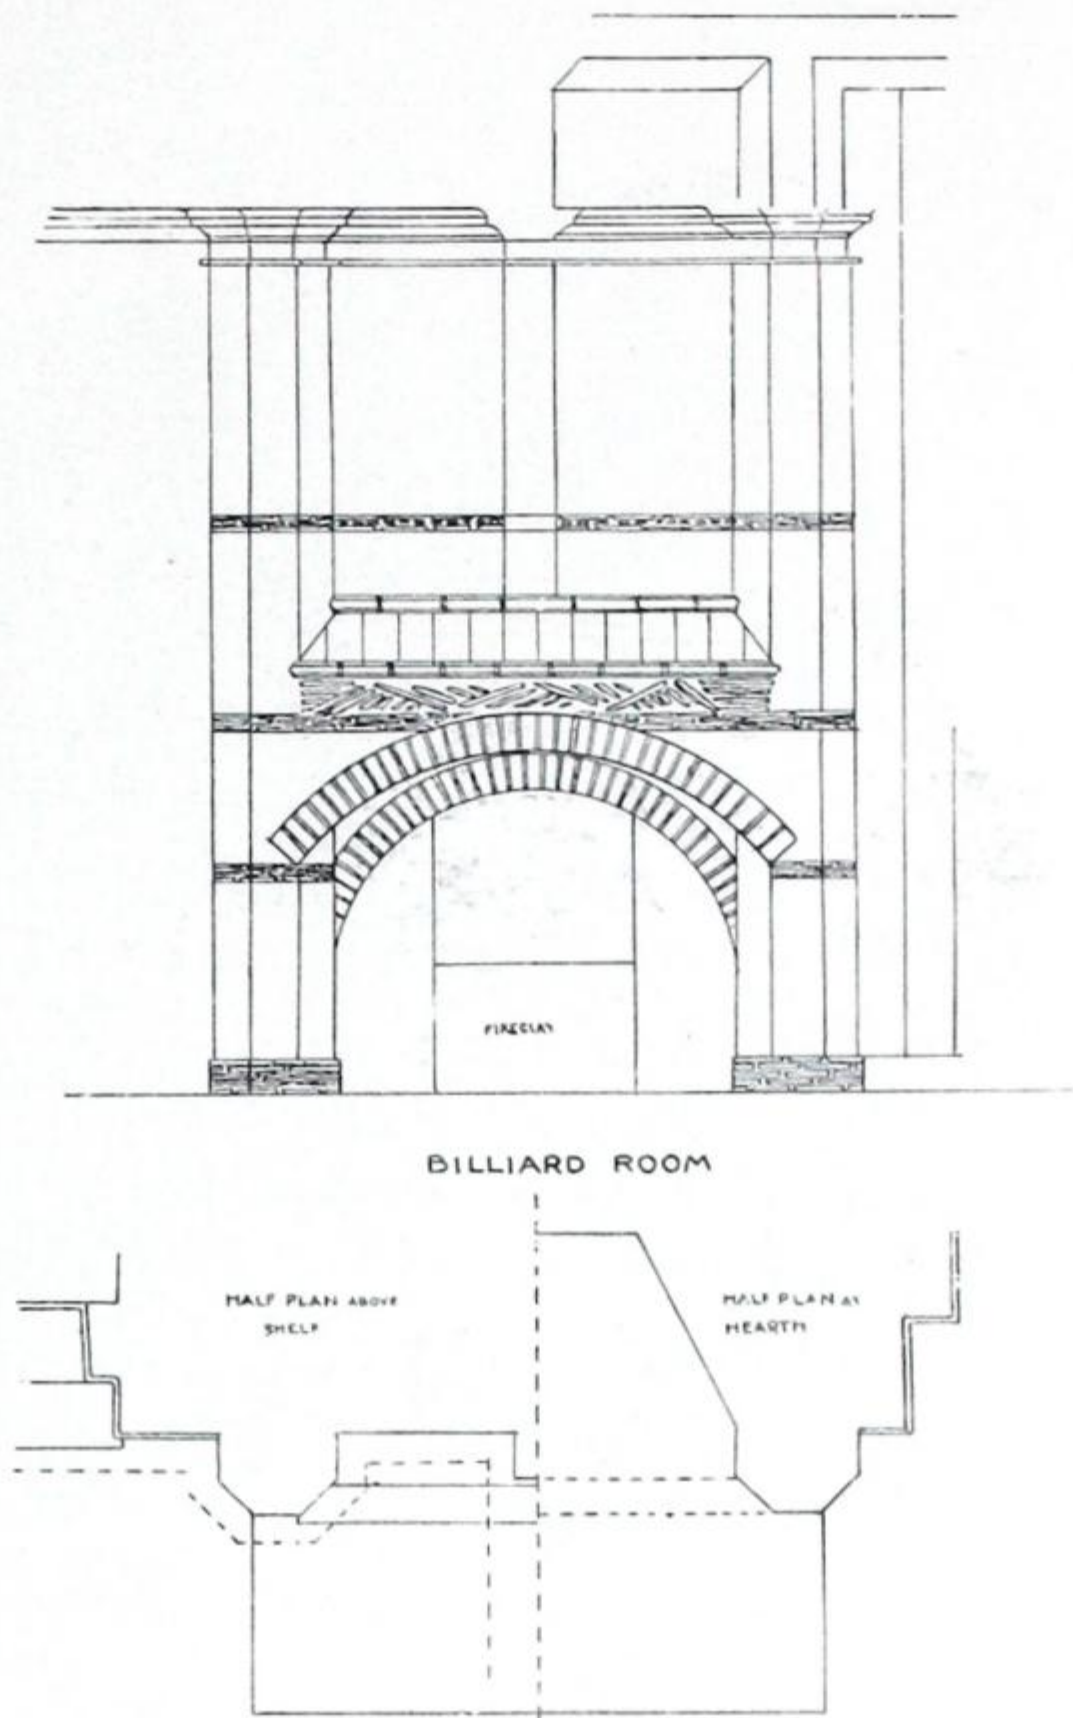 FIRECLAY
BILLIARD ROOM
HALF PLAN ABOVE
SHELF
HALF PLAN AT
HEARTH